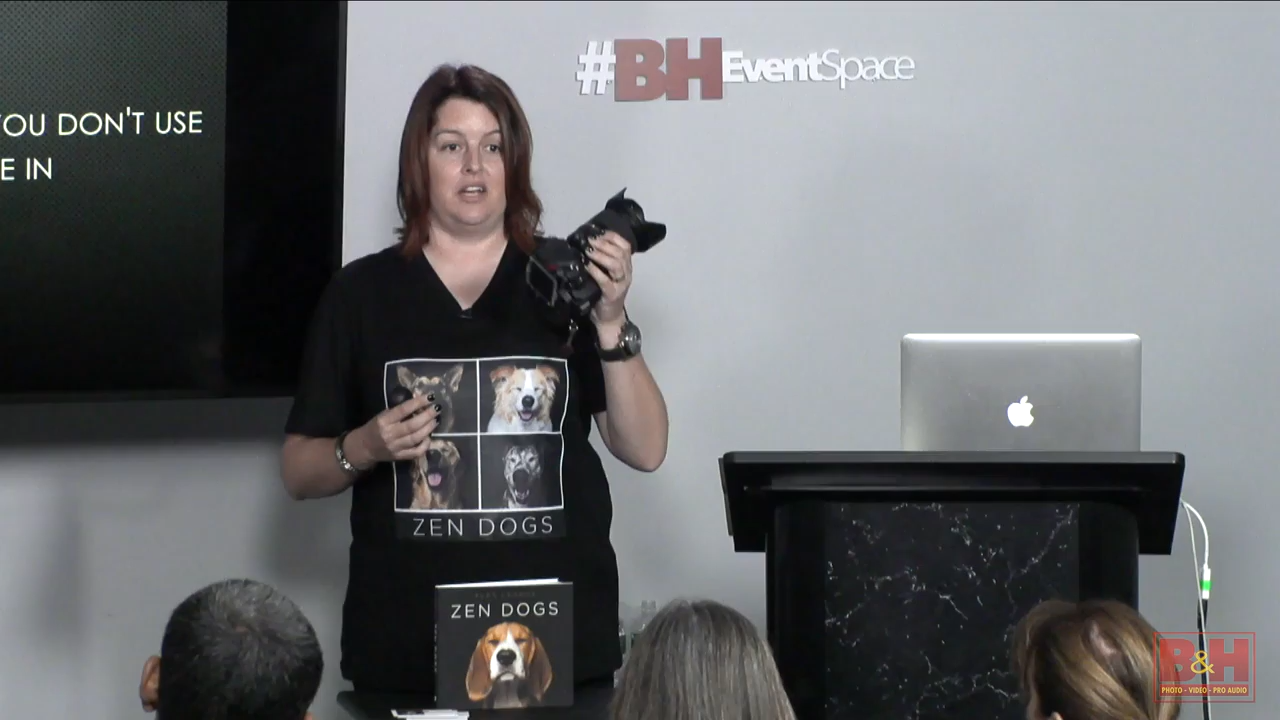 #BHEventSpace
YOU DON'T USE
E IN
ZEN DOGS
ZEN DOGS
B&H
PHOTO - VIDEO - PRO AUDIO